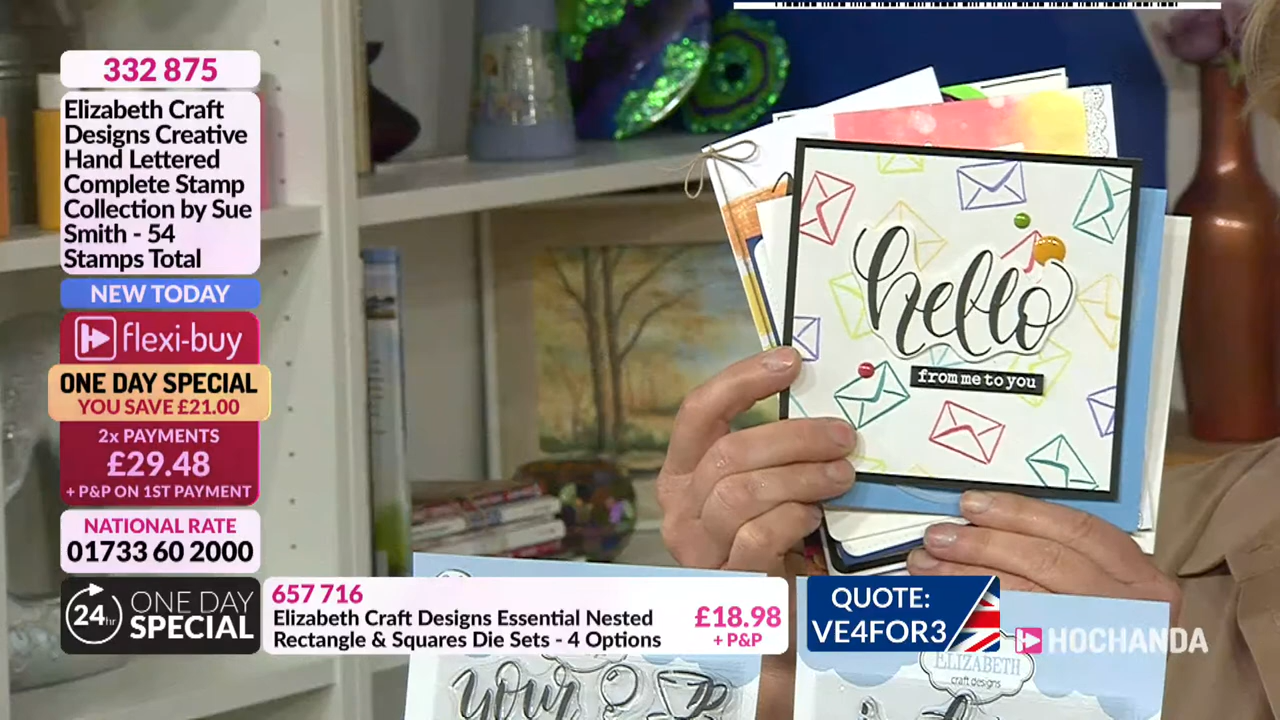 332 875
Elizabeth Craft
Designs Creative
Hand Lettered
Complete Stamp
Collection by Sue
Smith - 54
Stamps Total
NEW TODAY
flexi-buy
ONE DAY SPECIAL
YOU SAVE £21.00
2x PAYMENTS
£29.48
+ P&P ON 1ST PAYMENT
NATIONAL RATE
01733 60 2000
24hr
ONE DAY
SPECIAL
657 716
Elizabeth Craft Designs Essential Nested
Rectangle & Squares Die Sets - 4 Options
£18.98
+ P&P
QUOTE:
VE4FOR3
HOCHANDA
hello
from me to you
your
ELIZABETH
craft designs